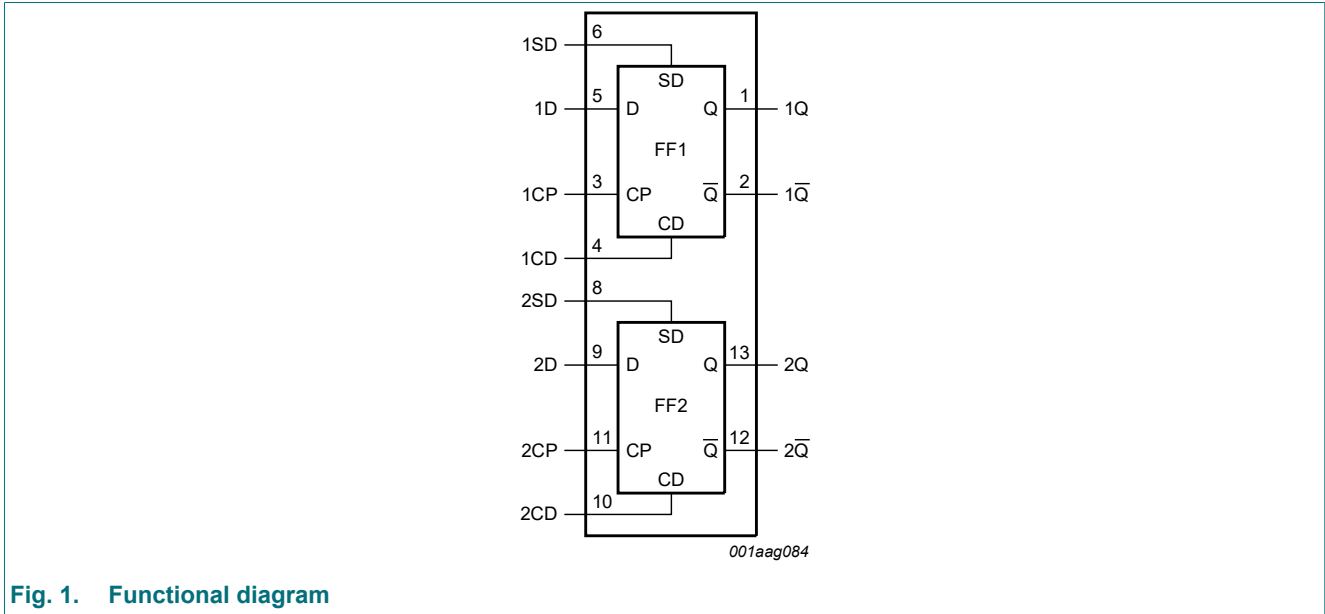 1SD 6
SD
1D 5 D Q 1 1Q
FF1
1CP 3 CP Q̅ 2 1Q̅
CD
1CD 4
2SD 8
SD
2D 9 D Q 13 2Q
FF2
2CP 11 CP Q̅ 12 2Q̅
CD
2CD 10
001aag084
Fig. 1. Functional diagram